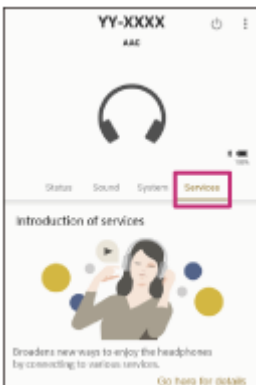 YY-XXXX
AAC
100%
Status Sound System Services
Introduction of services
Broadens new ways to enjoy the headphones
by connecting to various services.
Go here for details